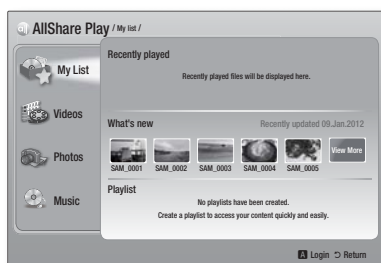 AllShare Play / My list /
My List
Videos
Photos
Music
Recently played
Recently played files will be displayed here.
What's new
Recently updated 09.Jan.2012
SAM_0001
SAM_0002
SAM_0003
SAM_0004
SAM_0005
View More
Playlist
No playlists have been created.
Create a playlist to access your content quickly and easily.
A Login Return